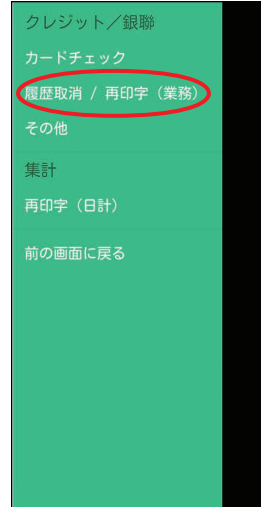 クレジット／銀聯
カードチェック
履歴取消 / 再印字（業務）
その他
集計
再印字（日計）
前の画面に戻る